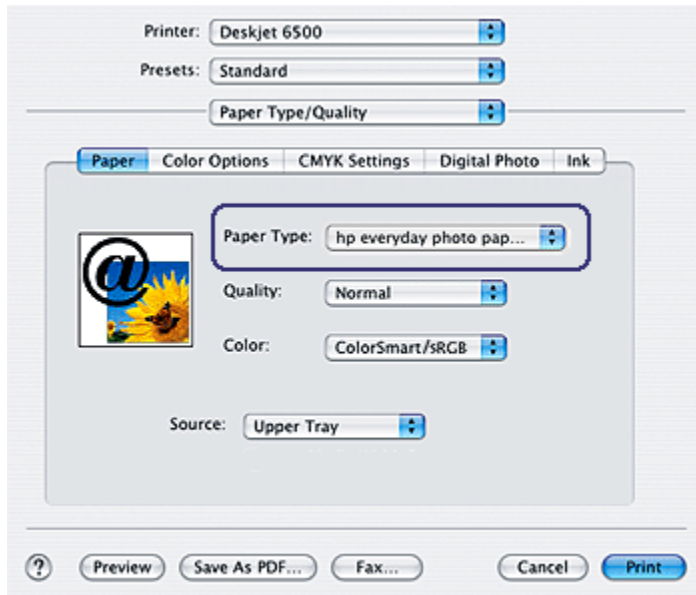 Printer: Deskjet 6500
Presets: Standard
Paper Type/Quality
Paper Color Options CMYK Settings Digital Photo Ink
Paper Type: hp everyday photo pap...
@
Quality: Normal
Color: ColorSmart/sRGB
Source: Upper Tray
? Preview Save As PDF... Fax... Cancel Print